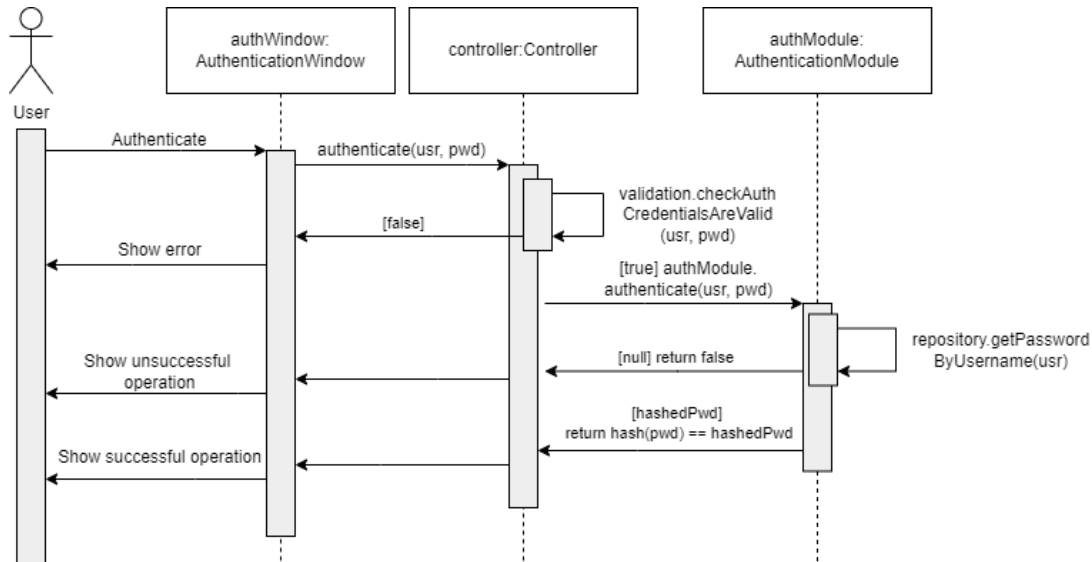 authWindow:
AuthenticationWindow
controller:Controller
authModule:
AuthenticationModule
User
Authenticate
authenticate(usr, pwd)
validation.checkAuth
CredentialsAreValid
(usr, pwd)
[false]
Show error
[true] authModule.
authenticate(usr, pwd)
repository.getPassword
ByUsername(usr)
[null] return false
Show unsuccessful
operation
[hashedPwd]
return hash(pwd) == hashedPwd
Show successful operation